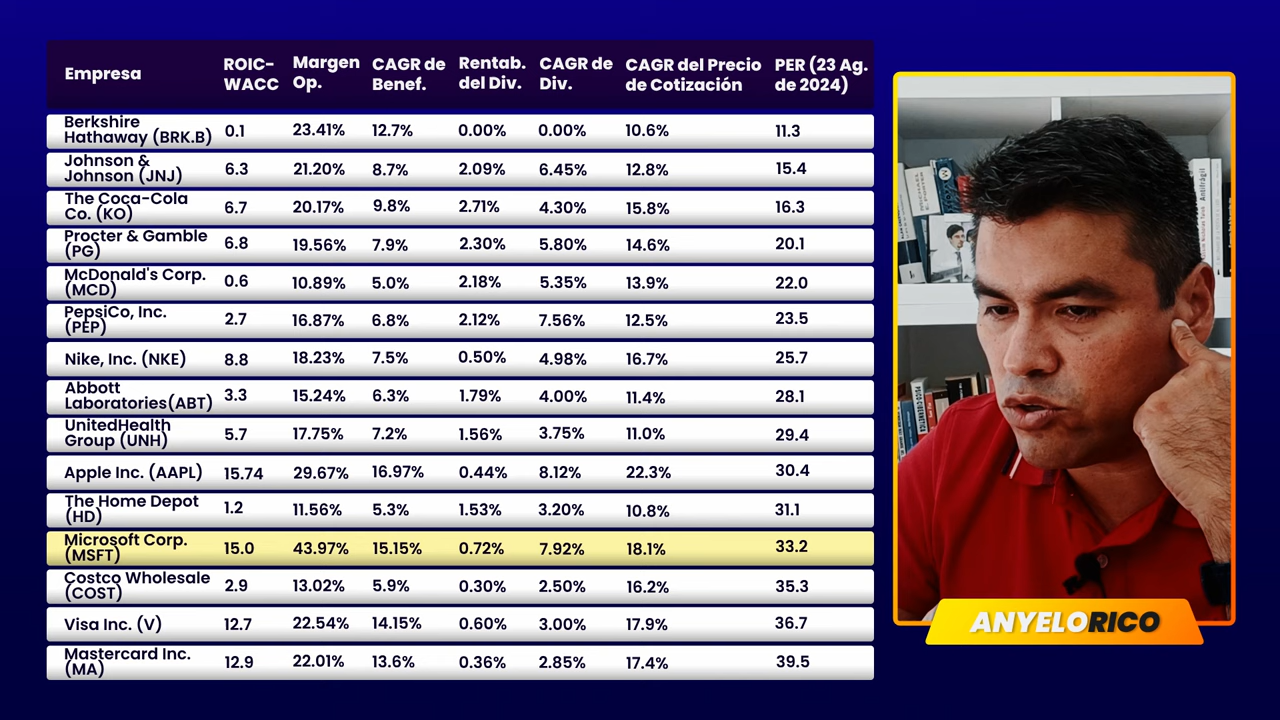 Empresa ROIC-WACC Margen Op. CAGR de Benef. Rentab. del Div. CAGR de Div. CAGR del Precio de Cotización PER (23 Ag. de 2024)
Berkshire Hathaway (BRK.B) 0.1 23.41% 12.7% 0.00% 0.00% 10.6% 11.3
Johnson & Johnson (JNJ) 6.3 21.20% 8.7% 2.09% 6.45% 12.8% 15.4
The Coca-Cola Co. (KO) 6.7 20.17% 9.8% 2.71% 4.30% 15.8% 16.3
Procter & Gamble (PG) 6.8 19.56% 7.9% 2.30% 5.80% 14.6% 20.1
McDonald's Corp. (MCD) 0.6 10.89% 5.0% 2.18% 5.35% 13.9% 22.0
PepsiCo, Inc. (PEP) 2.7 16.87% 6.8% 2.12% 7.56% 12.5% 23.5
Nike, Inc. (NKE) 8.8 18.23% 7.5% 0.50% 4.98% 16.7% 25.7
Abbott Laboratories(ABT) 3.3 15.24% 6.3% 1.79% 4.00% 11.4% 28.1
UnitedHealth Group (UNH) 5.7 17.75% 7.2% 1.56% 3.75% 11.0% 29.4
Apple Inc. (AAPL) 15.74 29.67% 16.97% 0.44% 8.12% 22.3% 30.4
The Home Depot (HD) 1.2 11.56% 5.3% 1.53% 3.20% 10.8% 31.1
Microsoft Corp. (MSFT) 15.0 43.97% 15.15% 0.72% 7.92% 18.1% 33.2
Costco Wholesale (COST) 2.9 13.02% 5.9% 0.30% 2.50% 16.2% 35.3
Visa Inc. (V) 12.7 22.54% 14.15% 0.60% 3.00% 17.9% 36.7
Mastercard Inc. (MA) 12.9 22.01% 13.6% 0.36% 2.85% 17.4% 39.5
Antifrágil
ANYELORICO